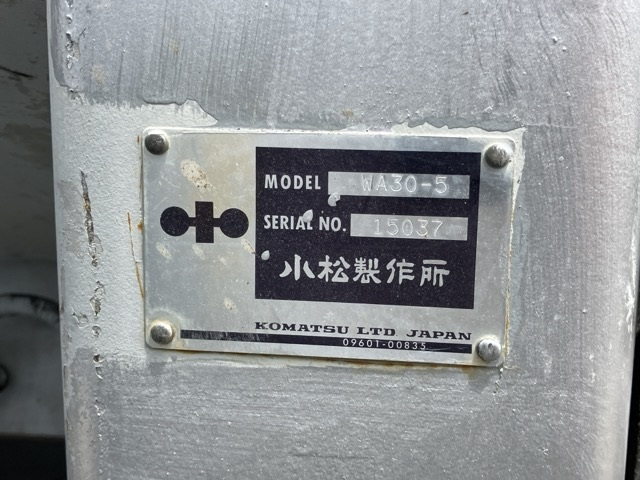 MODEL WA30-5
SERIAL NO. 15037
小松製作所
KOMATSU LTD JAPAN
09601-00835